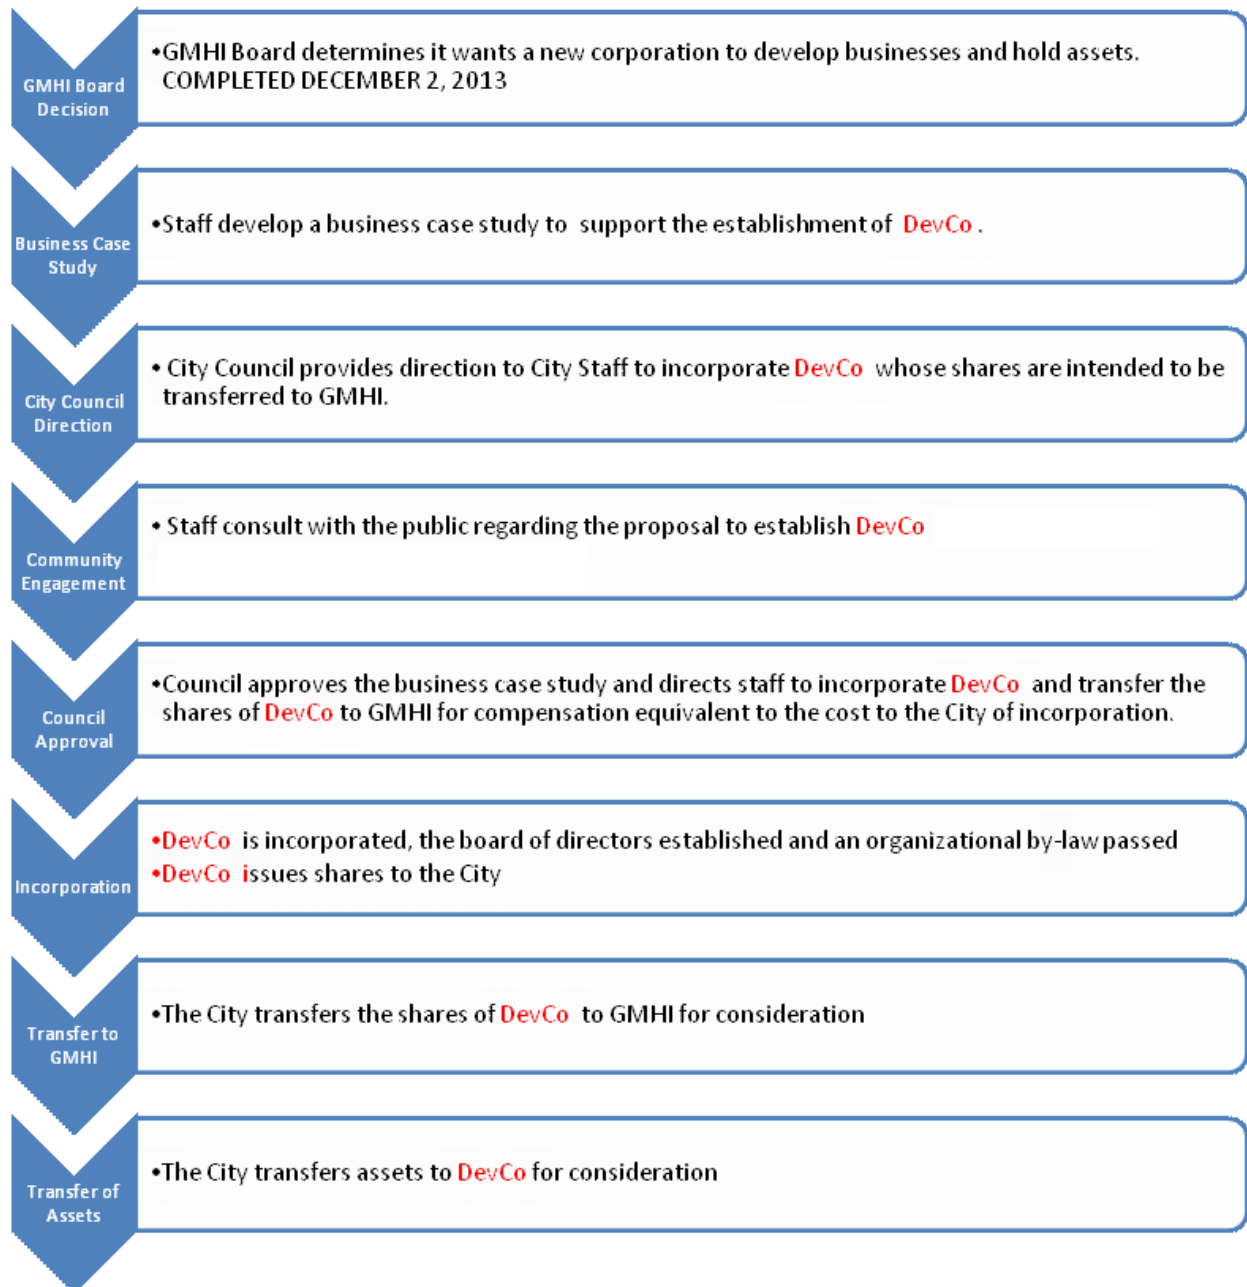 GMHI Board
Decision
•GMHI Board determines it wants a new corporation to develop businesses and hold assets.
COMPLETED DECEMBER 2, 2013
Business Case
Study
•Staff develop a business case study to support the establishment of DevCo .
City Council
Direction
• City Council provides direction to City Staff to incorporate DevCo whose shares are intended to be
transferred to GMHI.
Community
Engagement
• Staff consult with the public regarding the proposal to establish DevCo
Council
Approval
•Council approves the business case study and directs staff to incorporate DevCo and transfer the
shares of DevCo to GMHI for compensation equivalent to the cost to the City of incorporation.
Incorporation
•DevCo is incorporated, the board of directors established and an organizational by-law passed
•DevCo issues shares to the City
Transfer to
GMHI
•The City transfers the shares of DevCo to GMHI for consideration
Transfer of
Assets
•The City transfers assets to DevCo for consideration